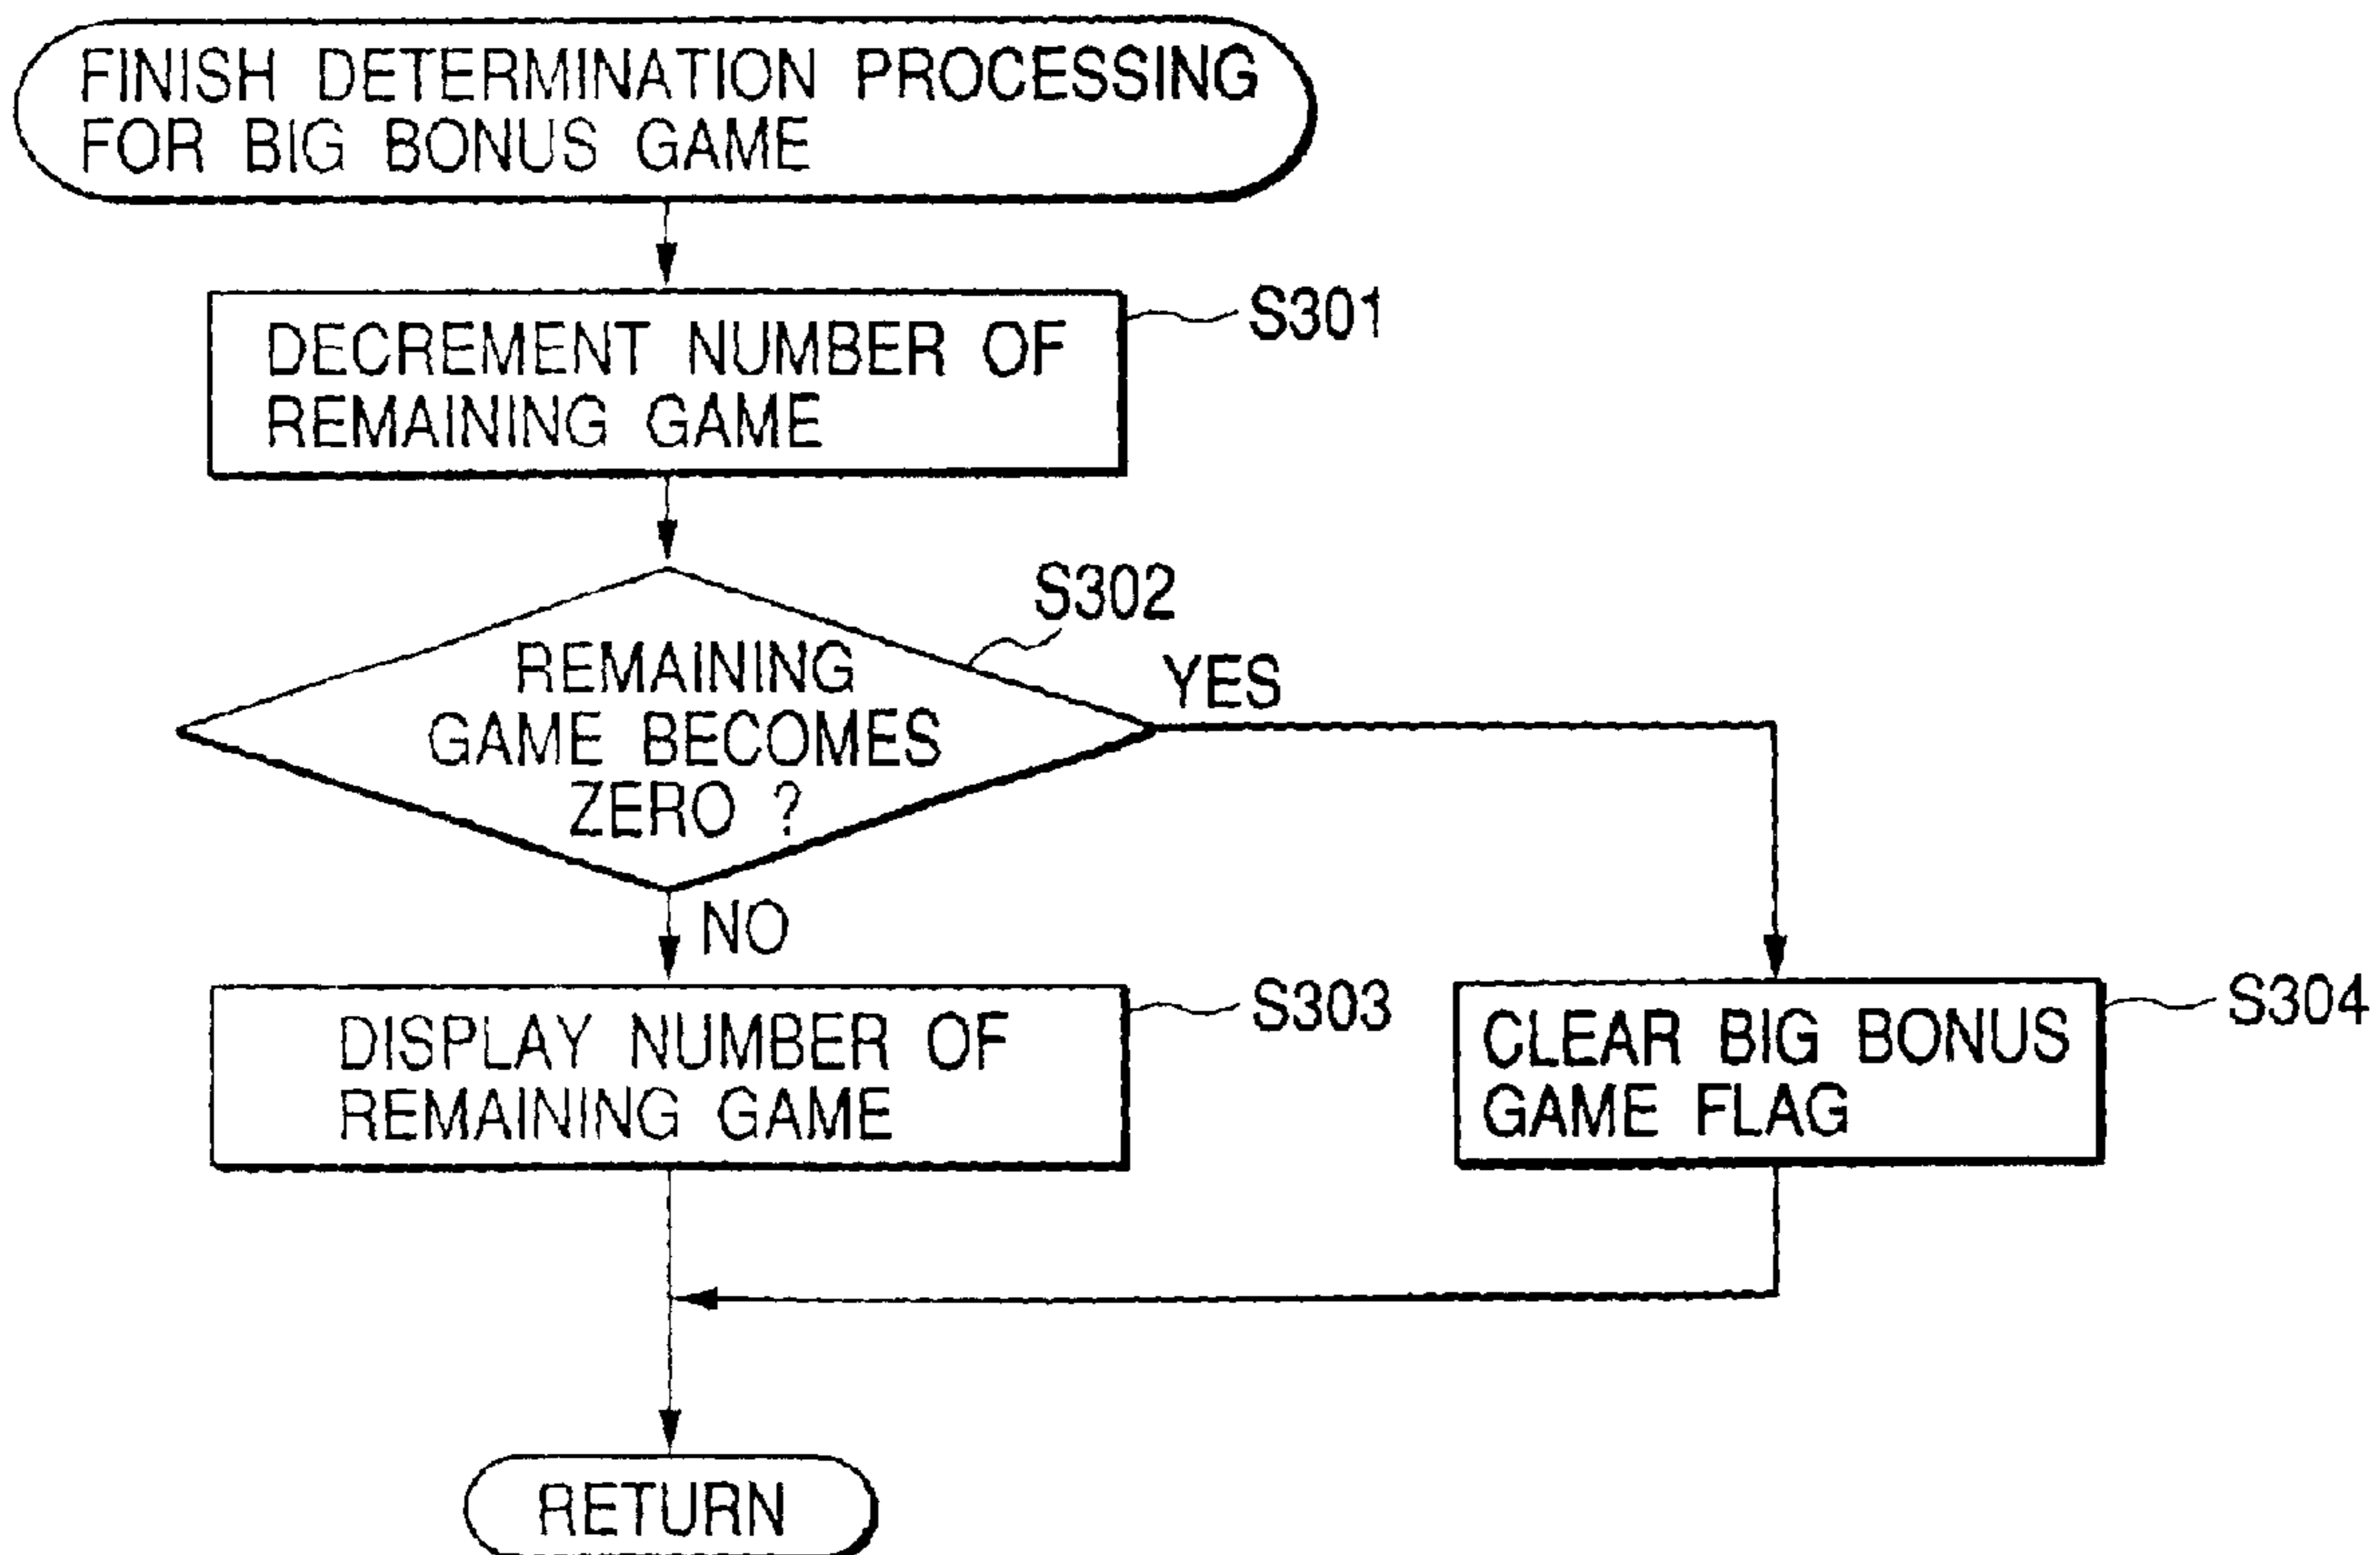 FINISH DETERMINATION PROCESSING
FOR BIG BONUS GAME
DECREMENT NUMBER OF
REMAINING GAME
S301
REMAINING
GAME BECOMES
ZERO ?
S302
YES
NO
DISPLAY NUMBER OF
REMAINING GAME
S303
CLEAR BIG BONUS
GAME FLAG
S304
RETURN